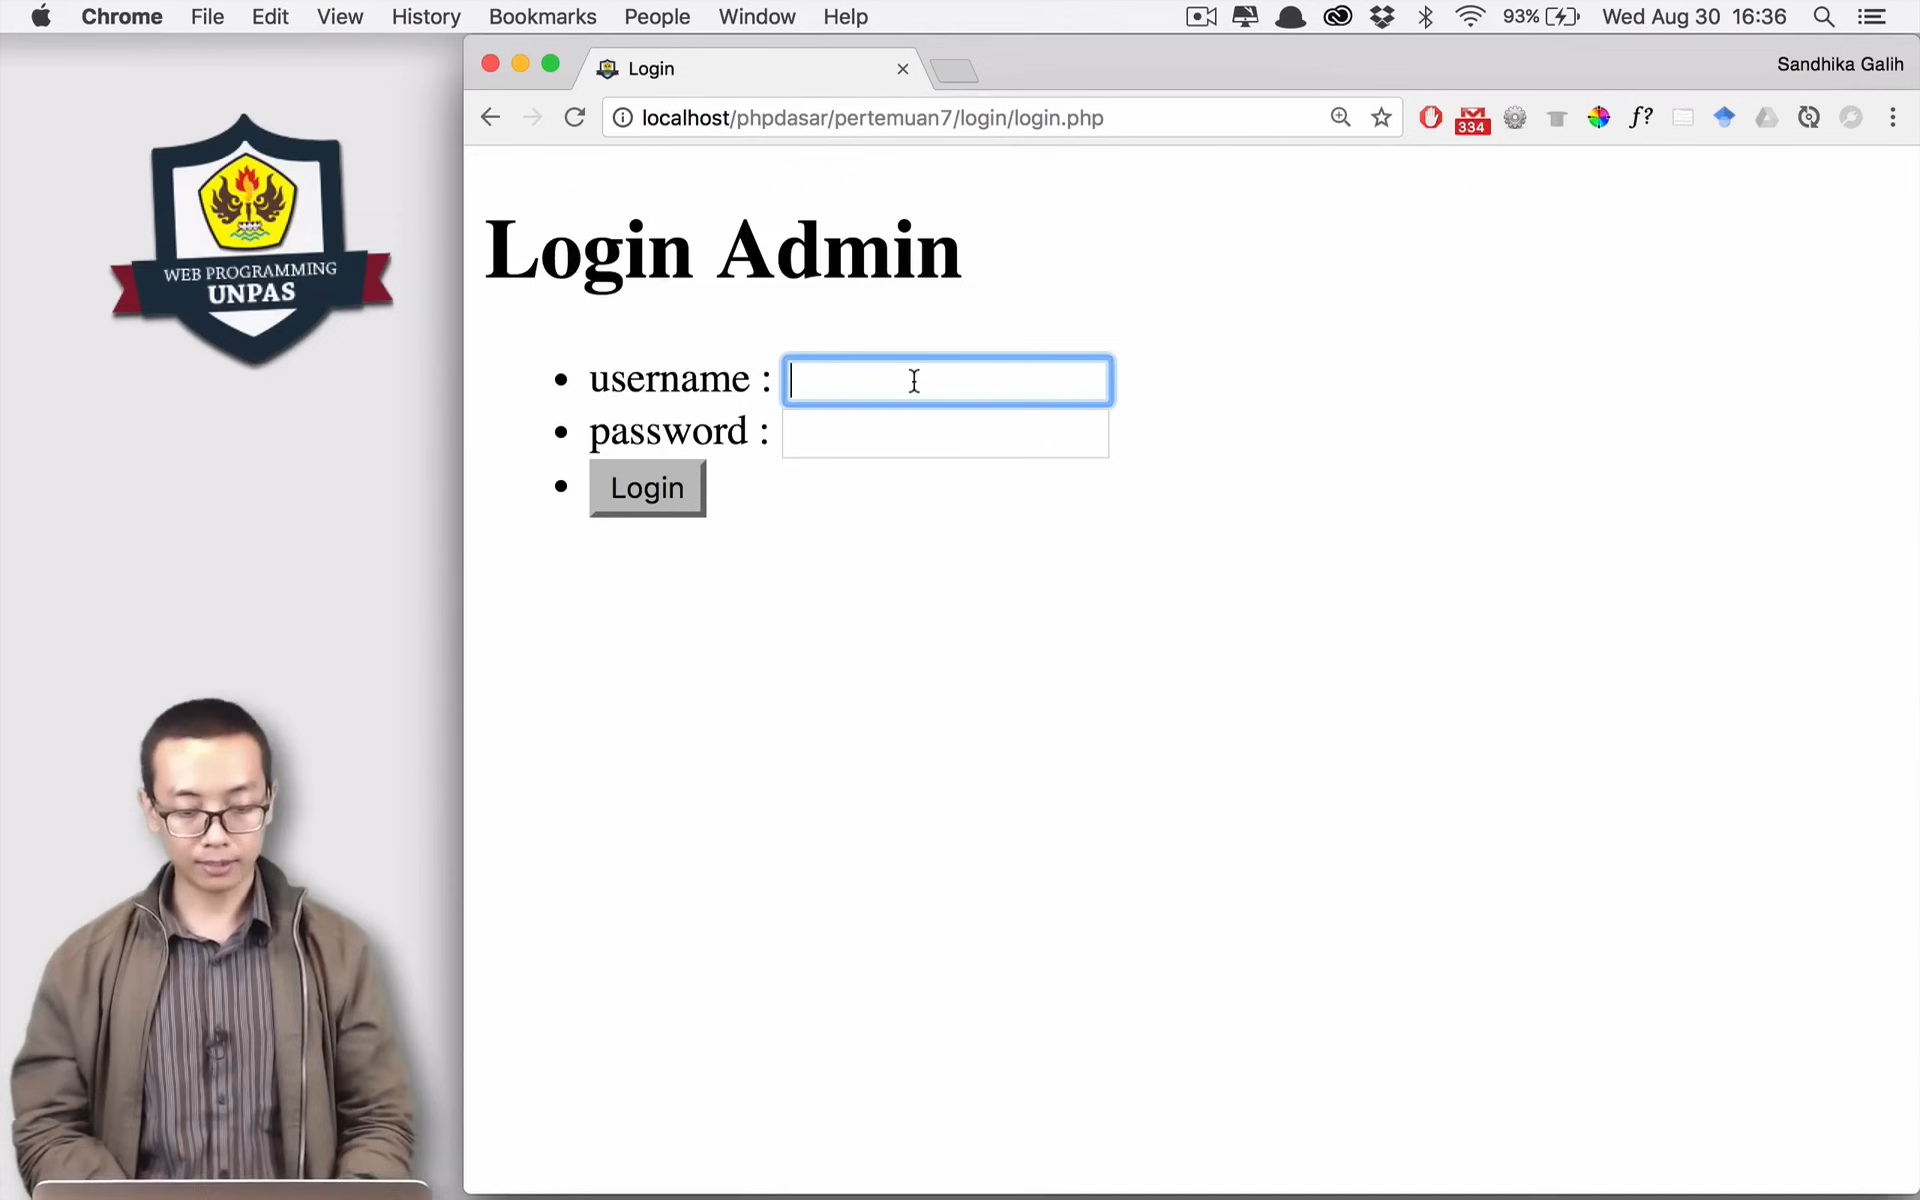 Chrome File Edit View History Bookmarks People Window Help 93% Wed Aug 30 16:36
Login Sandhika Galih
localhost/phpdasar/pertemuan7/login/login.php f? 334
WEB PROGRAMMING
UNPAS
Login Admin
username :
password :
Login